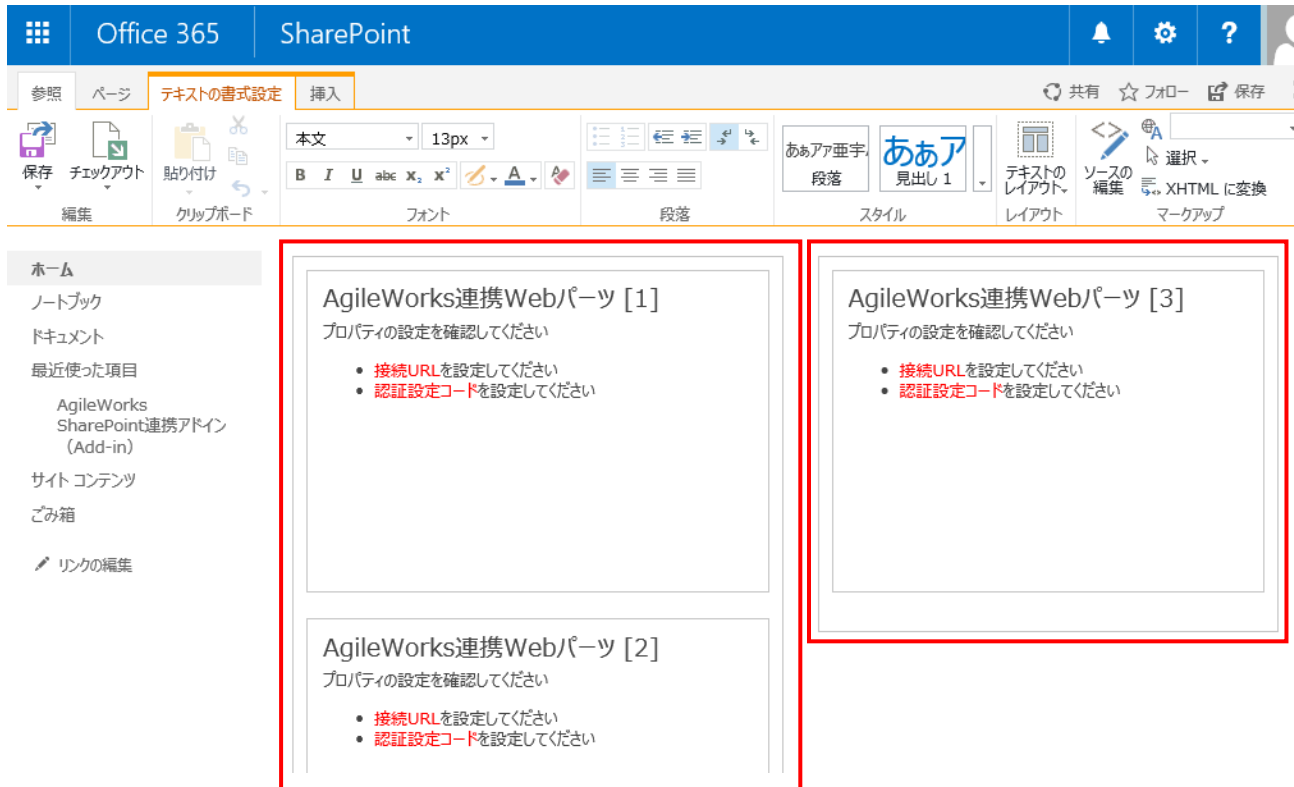 Office 365 SharePoint ?
参照 ページ テキストの書式設定 挿入 共有 フォロー 保存
本文 13px
保存 チェックアウト 貼り付け
B I U abc x₂ x²
あぁアァ亜宇 段落
あぁア 見出し 1
テキストの
レイアウト
ソースの
編集
選択
XHTML に変換
編集 クリップボード フォント 段落 スタイル レイアウト マークアップ
ホーム
ノートブック
ドキュメント
最近使った項目
AgileWorks
SharePoint連携アドイン
(Add-in)
サイト コンテンツ
ごみ箱
リンクの編集
AgileWorks連携Webパーツ [1]
プロパティの設定を確認してください
• 接続URLを設定してください
• 認証設定コードを設定してください
AgileWorks連携Webパーツ [2]
プロパティの設定を確認してください
• 接続URLを設定してください
• 認証設定コードを設定してください
AgileWorks連携Webパーツ [3]
プロパティの設定を確認してください
• 接続URLを設定してください
• 認証設定コードを設定してください